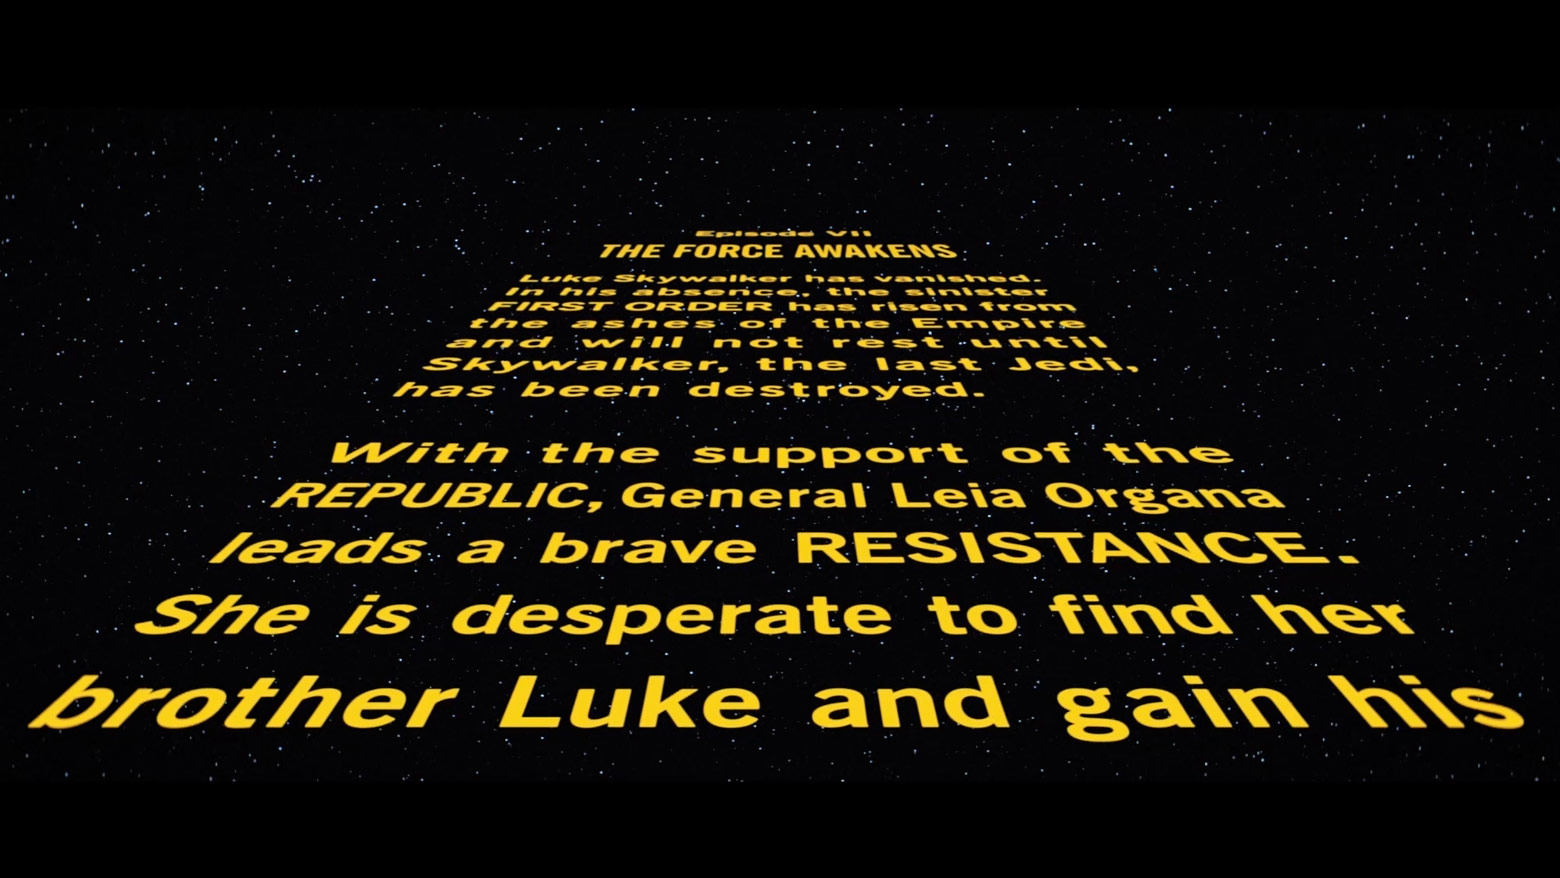 Episode VII
THE FORCE AWAKENS
Luke Skywalker has vanished.
In his absence, the sinister
FIRST ORDER has risen from
the ashes of the Empire
and will not rest until
Skywalker, the last Jedi,
has been destroyed.
With the support of the
REPUBLIC, General Leia Organa
leads a brave RESISTANCE.
She is desperate to find her
brother Luke and gain his